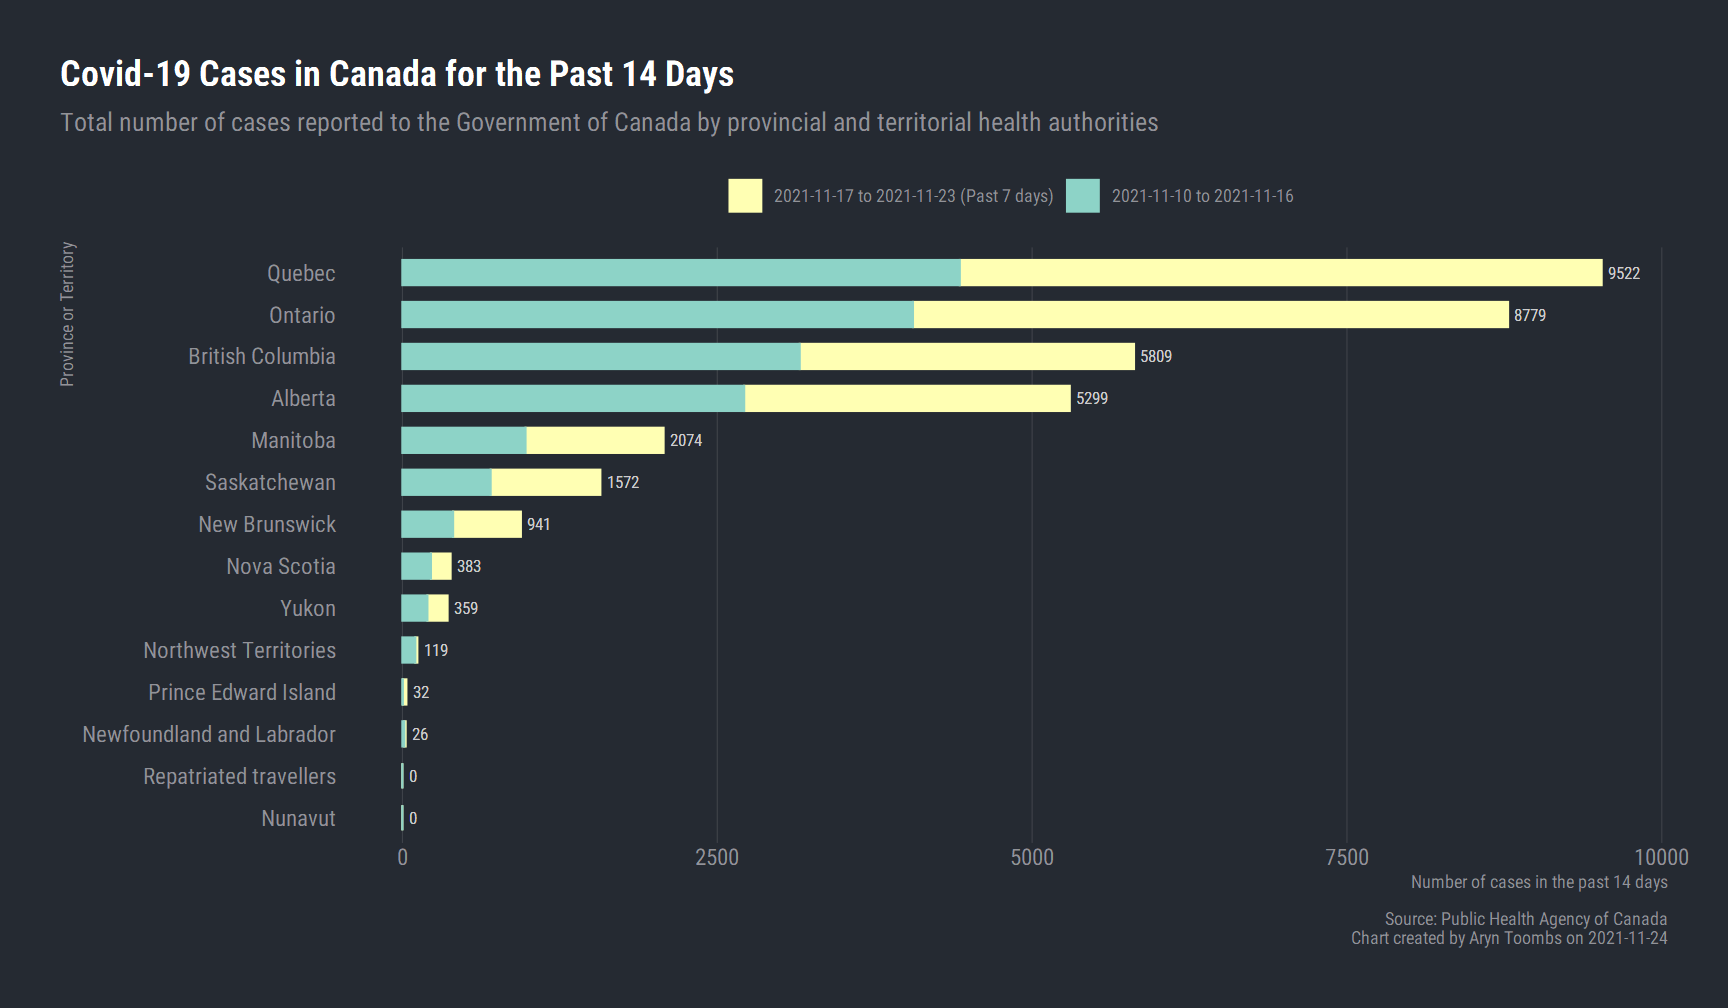 Covid-19 Cases in Canada for the Past 14 Days
Total number of cases reported to the Government of Canada by provincial and territorial health authorities
2021-11-17 to 2021-11-23 (Past 7 days) 2021-11-10 to 2021-11-16
Province or Territory
Quebec 9522
Ontario 8779
British Columbia 5809
Alberta 5299
Manitoba 2074
Saskatchewan 1572
New Brunswick 941
Nova Scotia 383
Yukon 359
Northwest Territories 119
Prince Edward Island 32
Newfoundland and Labrador 26
Repatriated travellers 0
Nunavut 0
0 2500 5000 7500 10000
Number of cases in the past 14 days
Source: Public Health Agency of Canada
Chart created by Aryn Toombs on 2021-11-24